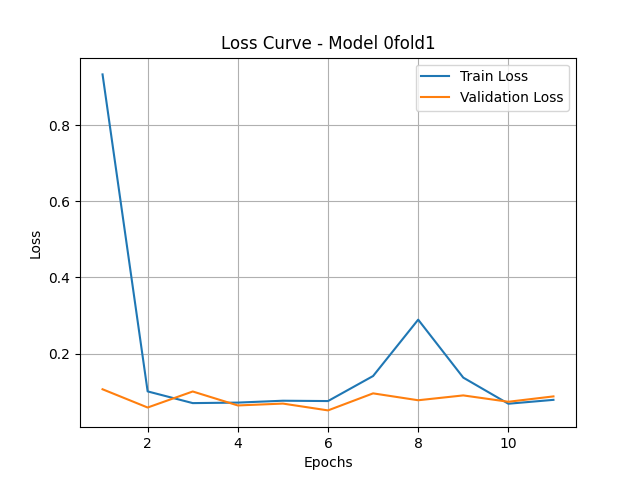 Loss Curve - Model 0fold1
Train Loss
Validation Loss
0.8
0.6
0.4
0.2
Loss
2 4 6 8 10
Epochs